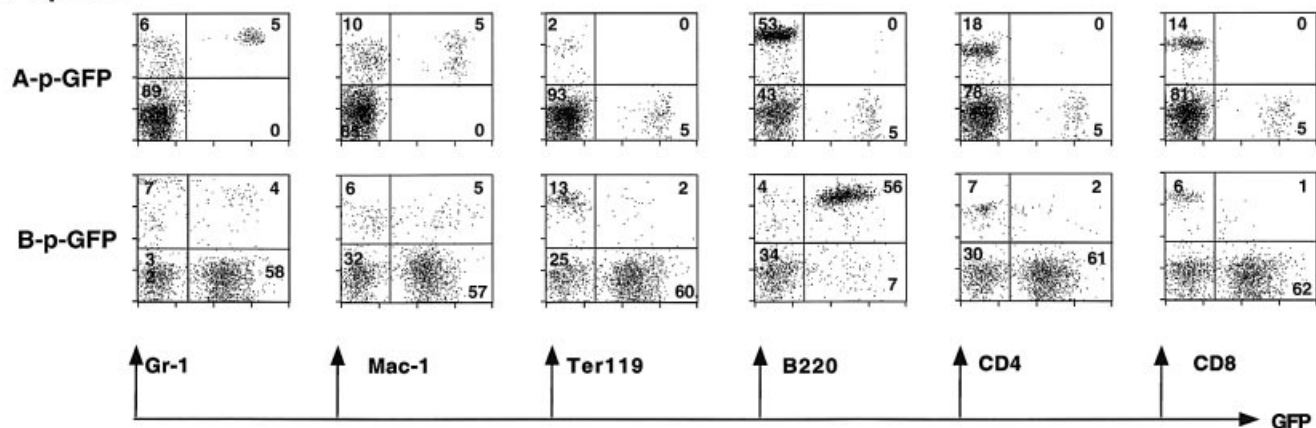 6 5 10 5 2 0 53 0 18 0 14 0
A-p-GFP
89 93 43 78 81
0 0 5 5 5 5
7 4 6 5 13 2 4 56 7 2 6 1
B-p-GFP
3 32 25 34 30 61
2 58 57 60 7 62
Gr-1 Mac-1 Ter119 B220 CD4 CD8
GFP